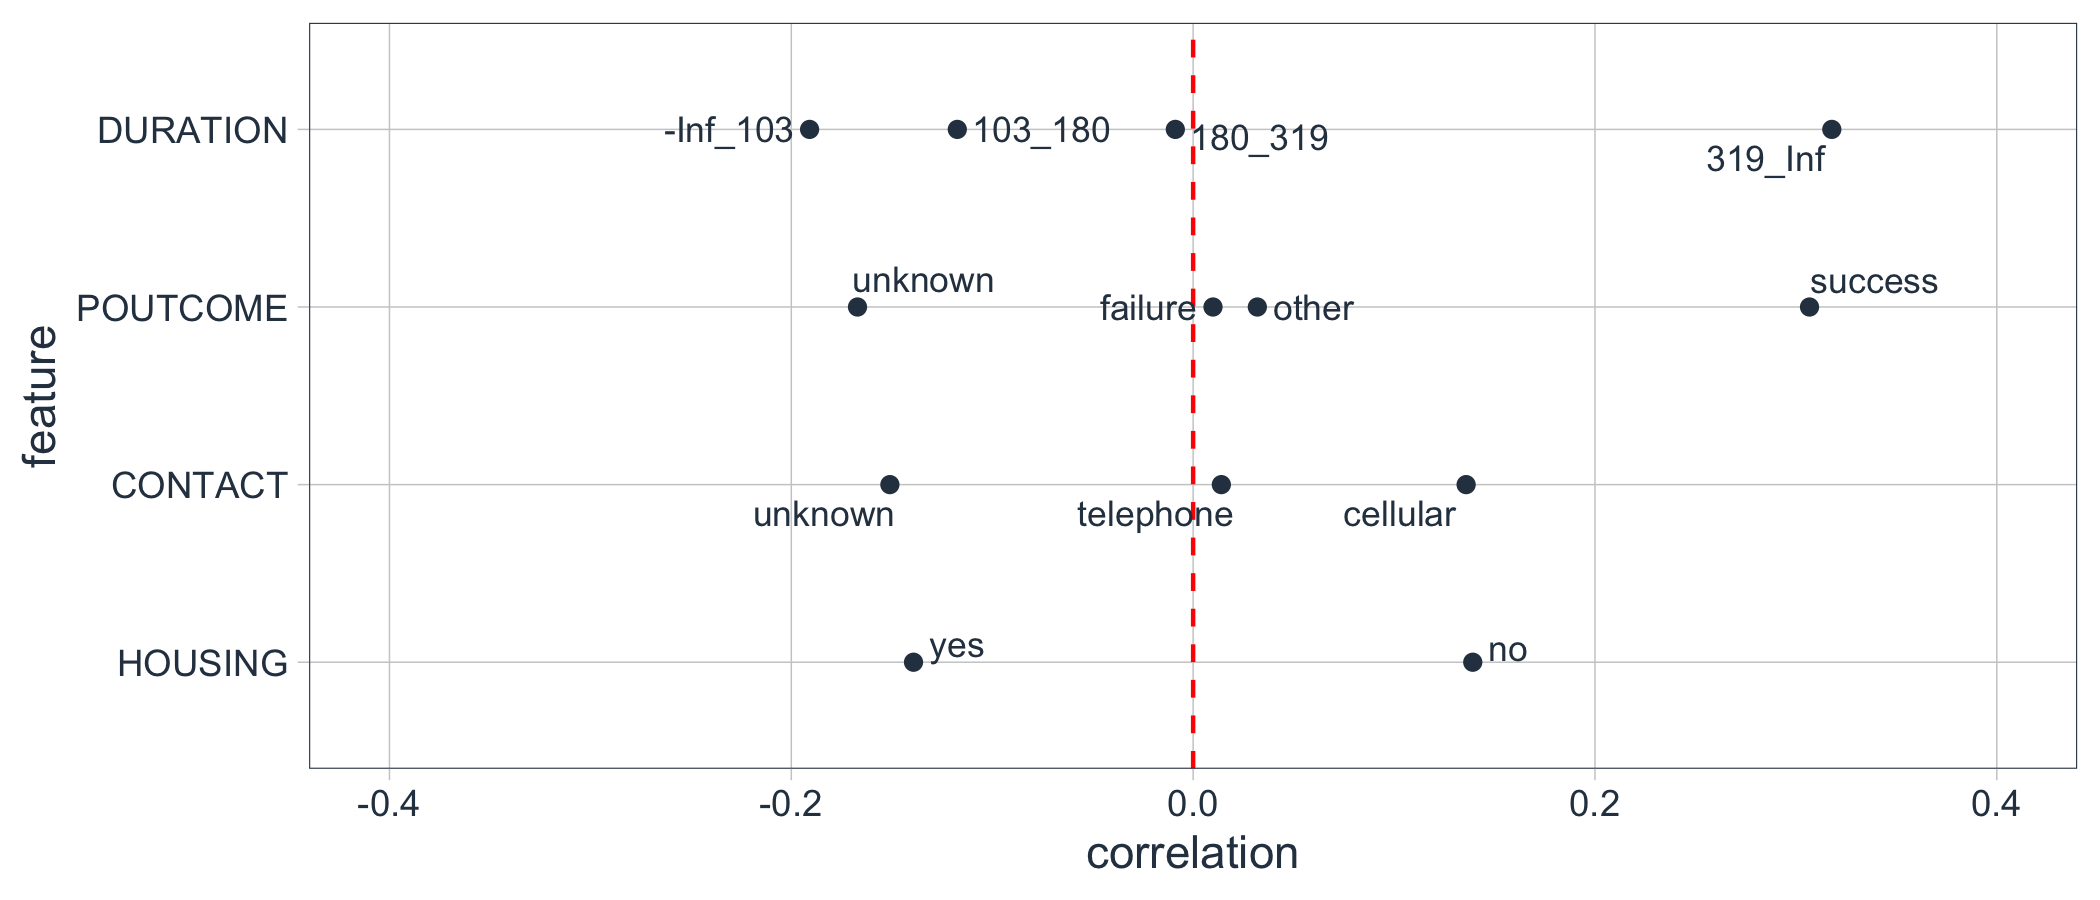 DURATION
-Inf_103
103_180
180_319
319_Inf
POUTCOME
unknown
failure
other
success
CONTACT
unknown
telephone
cellular
HOUSING
yes
no
feature
-0.4
-0.2
0.0
0.2
0.4
correlation